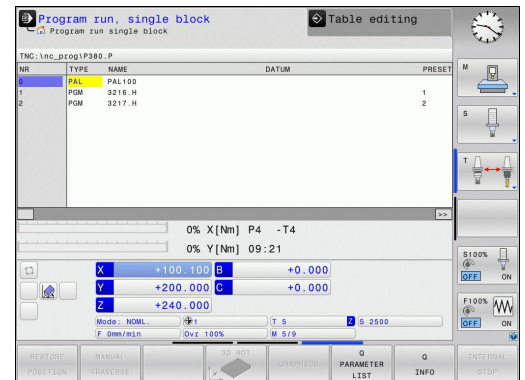 Program run, single block
Table editing
Program run single block
TNC:\nc_prog\P380.P
NR TYPE NAME DATUM PRESET
0 PAL PAL100
1 PGM 3216.H 1
2 PGM 3217.H 2
>>
0% X[Nm] P4 -T4
0% Y[Nm] 09:21
X +100.100 B +0.000
Y +200.000 C +0.000
Z +240.000
Mode: NOML. 1 T 5 Z S 2500
F 0mm/min Ovr 100% M 5/9
M
S
T
S100%
OFF ON
F100%
OFF ON
RESTORE POSITION
MANUAL TRAVERSE
3D ROT
GRAPHICS
Q PARAMETER LIST
Q INFO
INTERNAL STOP